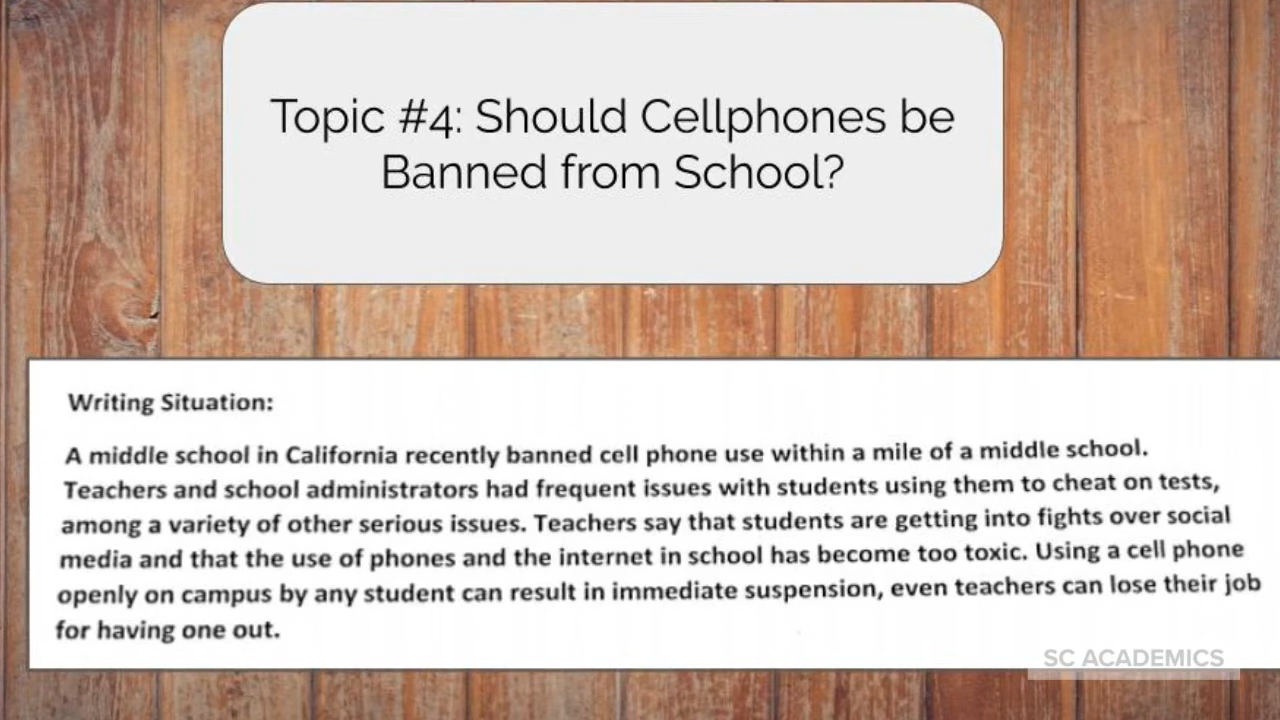 Topic #4: Should Cellphones be
Banned from School?
Writing Situation:
A middle school in California recently banned cell phone use within a mile of a middle school.
Teachers and school administrators had frequent issues with students using them to cheat on tests,
among a variety of other serious issues. Teachers say that students are getting into fights over social
media and that the use of phones and the internet in school has become too toxic. Using a cell phone
openly on campus by any student can result in immediate suspension, even teachers can lose their job
for having one out.
SC ACADEMICS